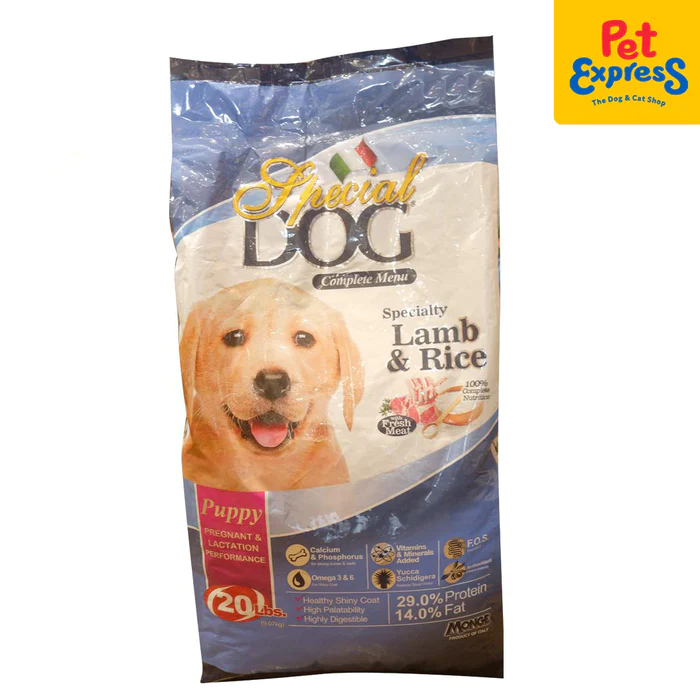 Pet
Express
The Dog & Cat Shop
Special
DOG
Complete Menu
Specialty
Lamb
& Rice
100%
Complete
Nutrition
with
Fresh
Meat
Puppy
PREGNANT &
LACTATION
PERFORMANCE
20 Lbs.
(9.07kg)
Calcium
& Phosphorus
Omega 3 & 6
Vitamins
& Minerals
Added
Yucca
Schidigera
F.O.S.
Healthy Shiny Coat
High Palatability
Highly Digestible
29.0% Protein
14.0% Fat
MONGE
PRODUCT OF ITALY